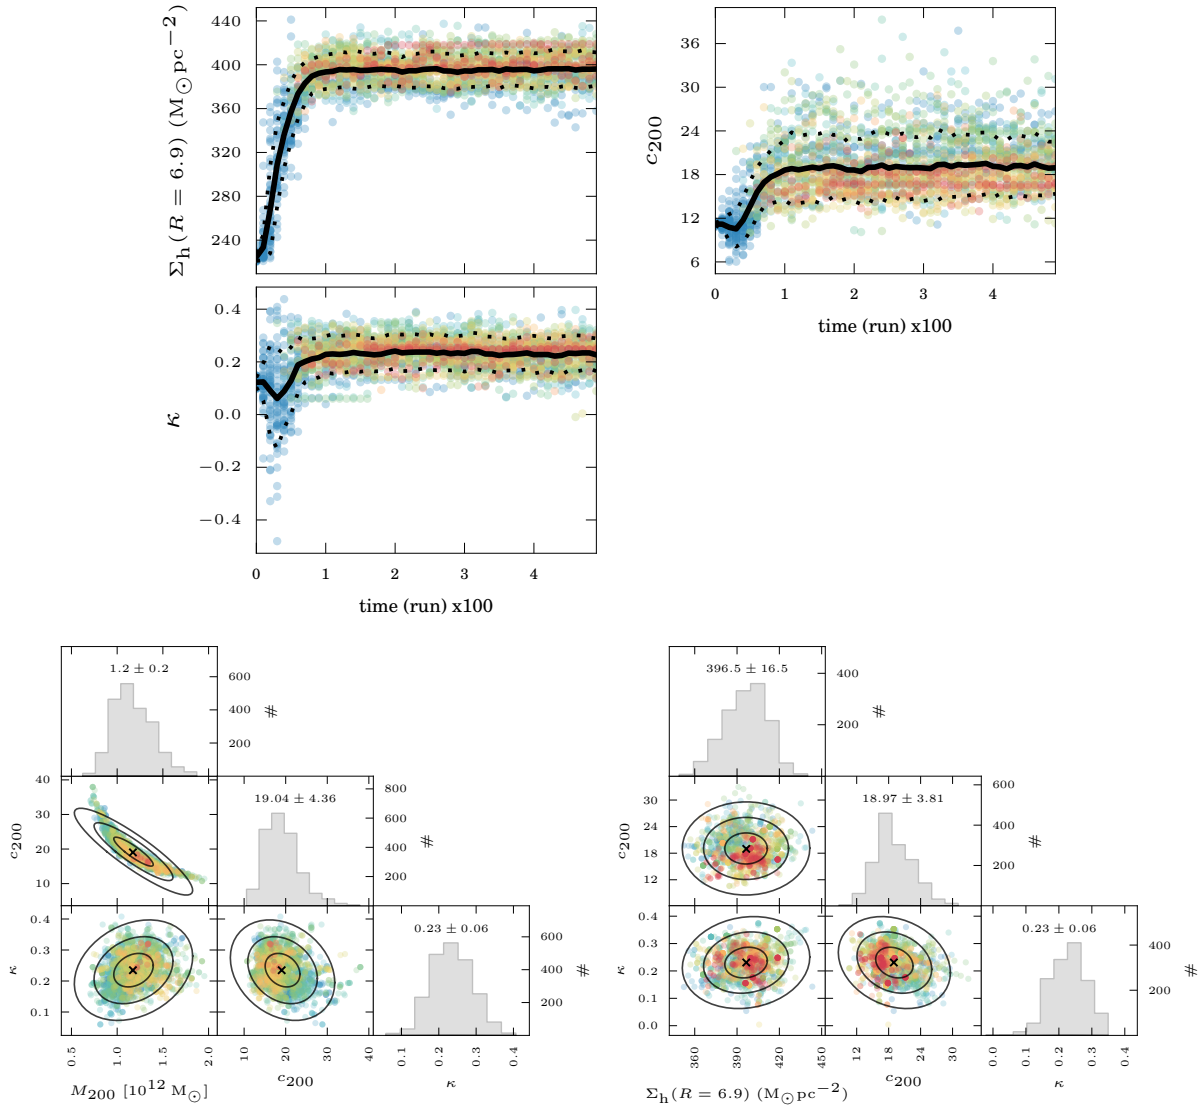 Σh(R = 6.9) (M⊙pc−2)
440
400
360
320
280
240
c200
36
30
24
18
12
6
0 1 2 3 4
time (run) x100
κ
0.4
0.2
0.0
−0.2
−0.4
0 1 2 3 4
time (run) x100
1.2 ± 0.2
600
400
200
#
c200
40
30
20
10
19.04 ± 4.36
800
600
400
200
#
κ
0.4
0.3
0.2
0.1
0.23 ± 0.06
600
400
200
#
0.5 1.0 1.5 2.0
10 20 30
0.1 0.2 0.3 0.4
M200 [10^12 M⊙]
c200
κ
396.5 ± 16.5
400
200
#
c200
30
24
18
12
18.97 ± 3.81
600
400
200
#
κ
0.4
0.3
0.2
0.1
0.0
0.23 ± 0.06
400
200
#
360 390 420 450
12 18 24 30
0.0 0.1 0.2 0.3 0.4
Σh(R = 6.9) (M⊙pc−2)
c200
κ